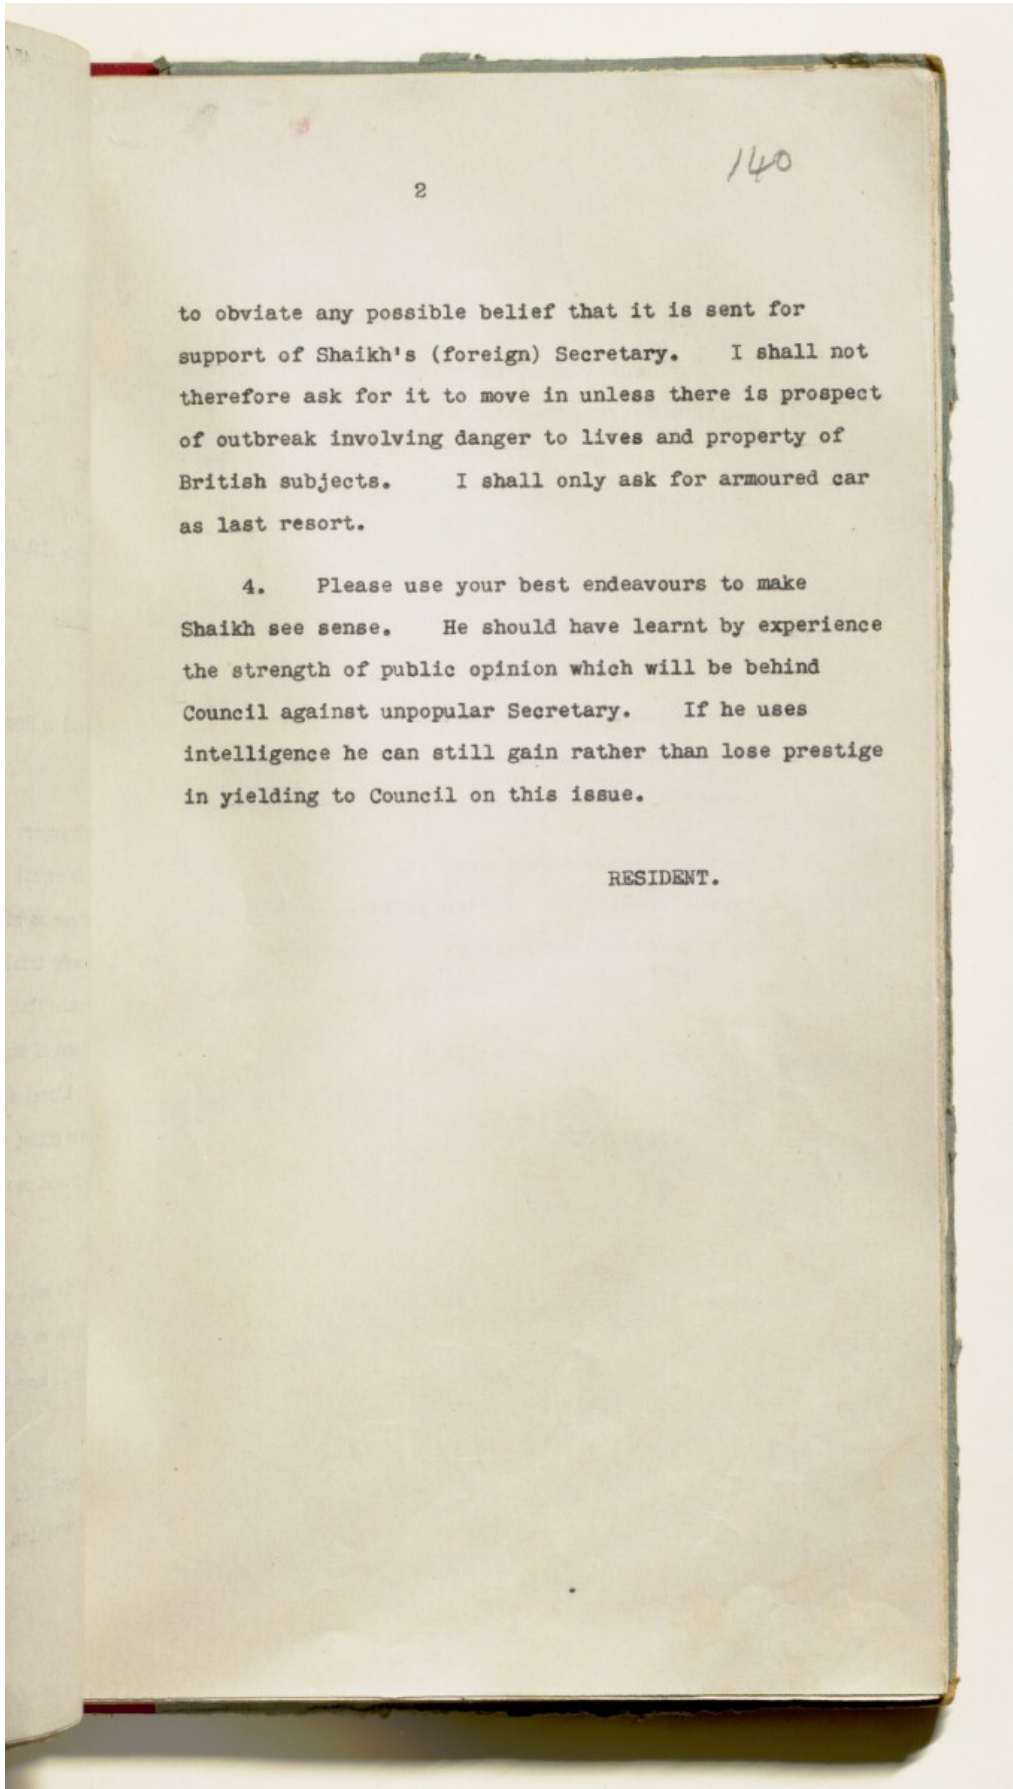 140
2
to obviate any possible belief that it is sent for
support of Shaikh's (foreign) Secretary. I shall not
therefore ask for it to move in unless there is prospect
of outbreak involving danger to lives and property of
British subjects. I shall only ask for armoured car
as last resort.
4. Please use your best endeavours to make
Shaikh see sense. He should have learnt by experience
the strength of public opinion which will be behind
Council against unpopular Secretary. If he uses
intelligence he can still gain rather than lose prestige
in yielding to Council on this issue.
RESIDENT.